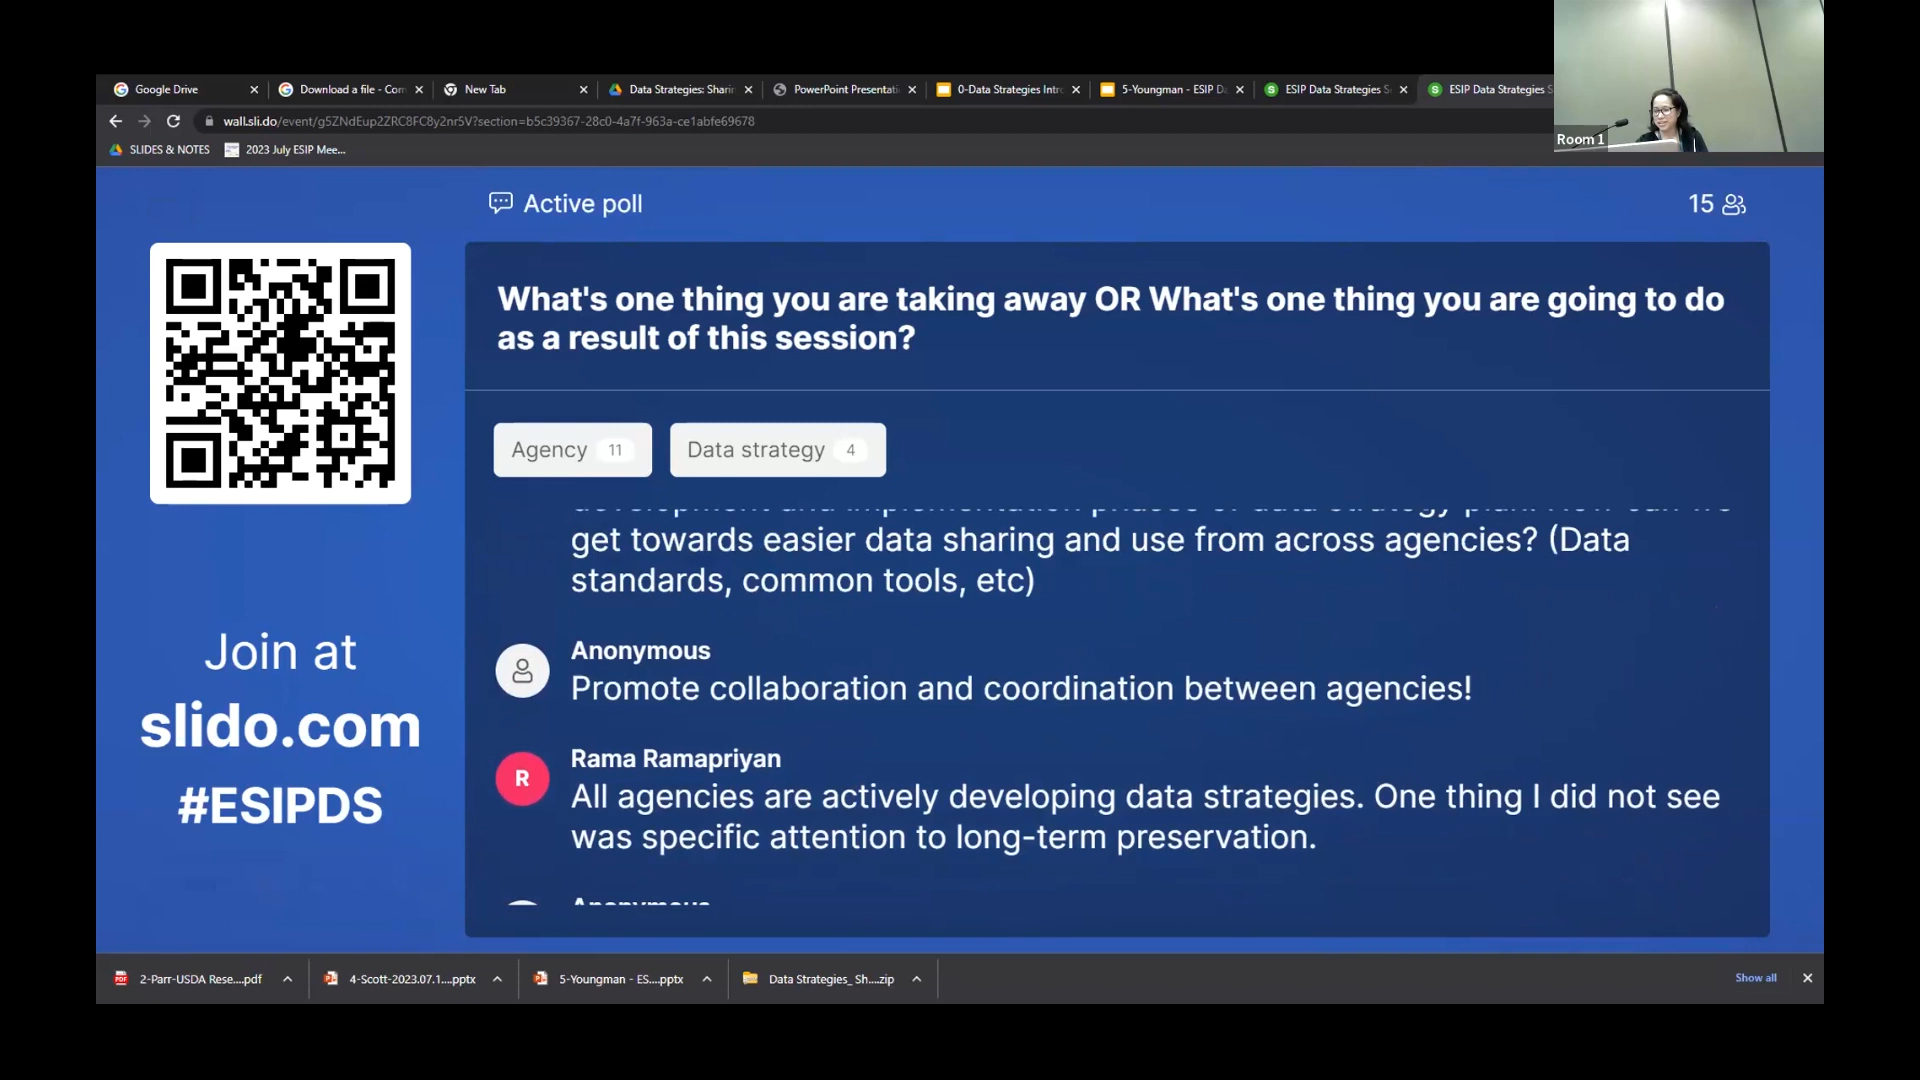 Google Drive
Download a file - Con
New Tab
Data Strategies: Sharin
PowerPoint Presentati
0-Data Strategies Intr
5-Youngman - ESIP D
ESIP Data Strategies S
ESIP Data Strategies S
wall.sli.do/event/g5ZNdEup2ZRC8FC8y2nr5V?section=b5c39367-28c0-4a7f-963a-ce1abfe69678
Room 1
SLIDES & NOTES
2023 July ESIP Mee...
Active poll
15
What's one thing you are taking away OR What's one thing you are going to do
as a result of this session?
Agency 11
Data strategy 4
get towards easier data sharing and use from across agencies? (Data
standards, common tools, etc)
Anonymous
Promote collaboration and coordination between agencies!
R
Rama Ramapriyan
All agencies are actively developing data strategies. One thing I did not see
was specific attention to long-term preservation.
Anonymous
Join at
slido.com
#ESIPDS
2-Parr-USDA Rese....pdf
4-Scott-2023.07.1....pptx
5-Youngman - ES....pptx
Data Strategies_ Sh....zip
Show all